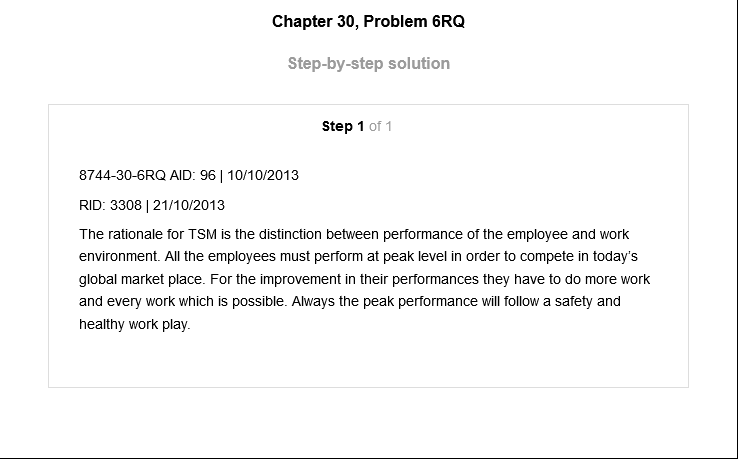 Chapter 30, Problem 6RQ
Step-by-step solution
Step 1 of 1
8744-30-6RQ AID: 96 | 10/10/2013
RID: 3308 | 21/10/2013
The rationale for TSM is the distinction between performance of the employee and work
environment. All the employees must perform at peak level in order to compete in today's
global market place. For the improvement in their performances they have to do more work
and every work which is possible. Always the peak performance will follow a safety and
healthy work play.